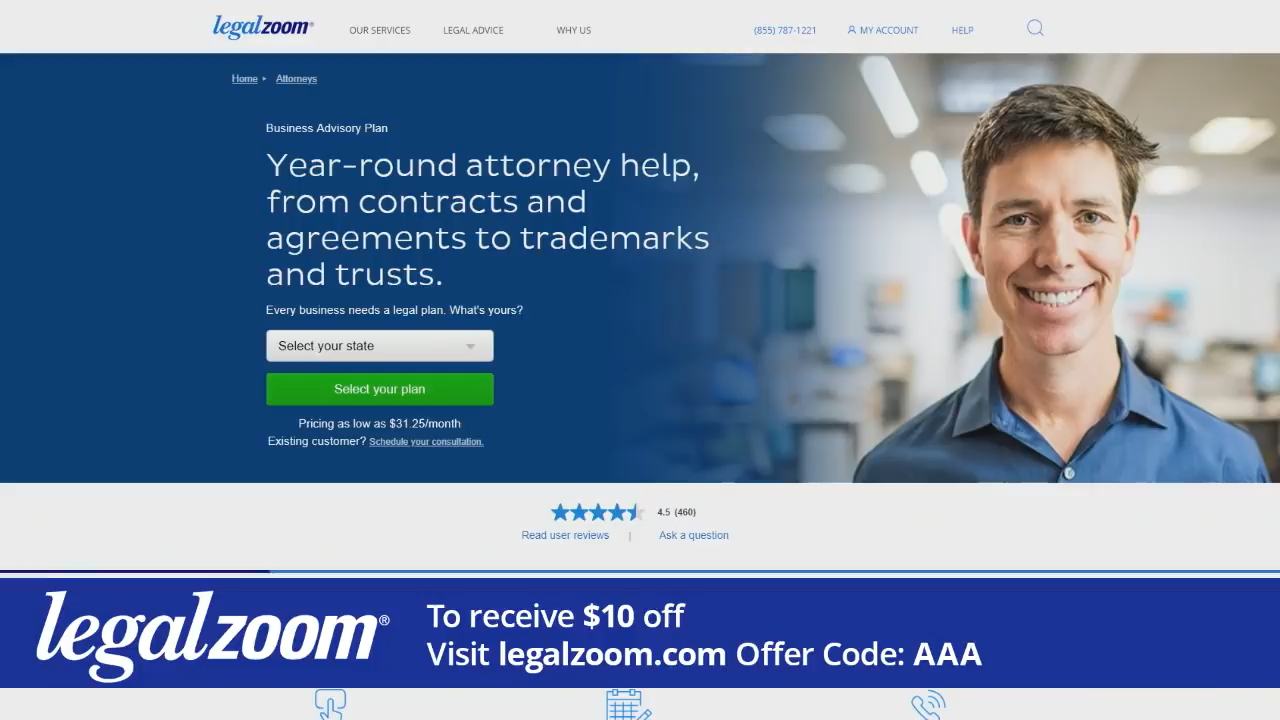 legalzoom®
OUR SERVICES
LEGAL ADVICE
WHY US
(855) 787-1221
MY ACCOUNT
HELP
Home
Attorneys
Business Advisory Plan
Year-round attorney help,
from contracts and
agreements to trademarks
and trusts.
Every business needs a legal plan. What's yours?
Select your state
Select your plan
Pricing as low as $31.25/month
Existing customer? Schedule your consultation.
4.5 (460)
Read user reviews | Ask a question
legalzoom®
To receive $10 off
Visit legalzoom.com Offer Code: AAA